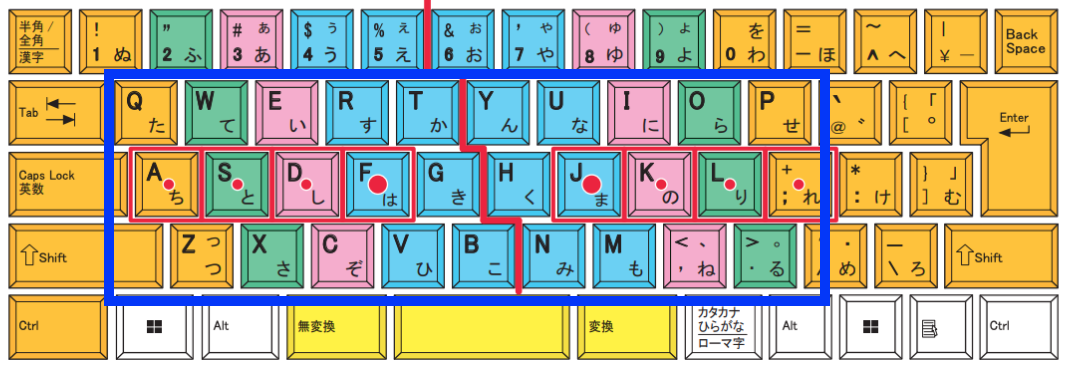 半角/ ! " # ぁ $ ぅ % ぇ & ぉ ' ゃ ( ゅ ) ょ を = ~ | Back
全角
漢字 1 ぬ 2 ふ 3 あ 4 う 5 え 6 お 7 や 8 ゆ 9 よ 0 わ － ほ ^ へ ¥ ー Space
Tab Q た W て E い R す T か Y ん U な I に O ら P せ ` @ ゛ { 「 [ ゜ Enter
Caps Lock
英数 A ち S と D し F は G き H く J ま K の L り + ; れ * : け } 」 ] む
Shift Z っ つ X さ C ぞ V ひ B こ N み M も < 、 , ね > 。 . る ・ / め _ \ ろ Shift
Ctrl Alt 無変換 変換 カタカナ
ひらがな
ローマ字 Alt Ctrl